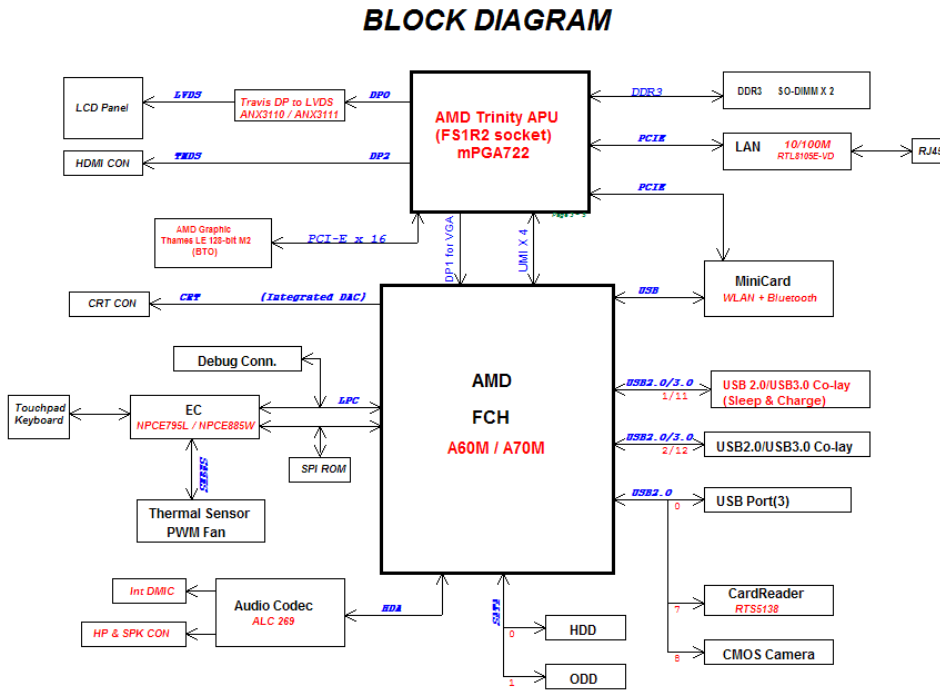 BLOCK DIAGRAM
LCD Panel
LVDS
Travis DP to LVDS
ANX3110 / ANX3111
DP0
AMD Trinity APU
(FS1R2 socket)
mPGA722
DDR3
DDR3 SO-DIMM X 2
HDMI CON
TMDS
DP2
PCIE
LAN
10/100M
RTL8105E-VD
RJ45
PCIE
AMD Graphic
Thames LE 128-bit M2
(BTO)
PCI-E x 16
DP1 for VGA
UMI X 4
MiniCard
WLAN + Bluetooth
USB
CRT CON
CRT
(Integrated DAC)
AMD
FCH
A60M / A70M
Debug Conn.
Touchpad
Keyboard
EC
NPCE795L / NPCE885W
LPC
SPI ROM
SMBUS
Thermal Sensor
PWM Fan
USB2.0/3.0
1/11
USB 2.0/USB3.0 Co-lay
(Sleep & Charge)
USB2.0/3.0
2/12
USB2.0/USB3.0 Co-lay
USB2.0
0
USB Port(3)
7
CardReader
RTS5138
8
CMOS Camera
Int DMIC
HP & SPK CON
Audio Codec
ALC 269
HDA
SATA
0
HDD
1
ODD